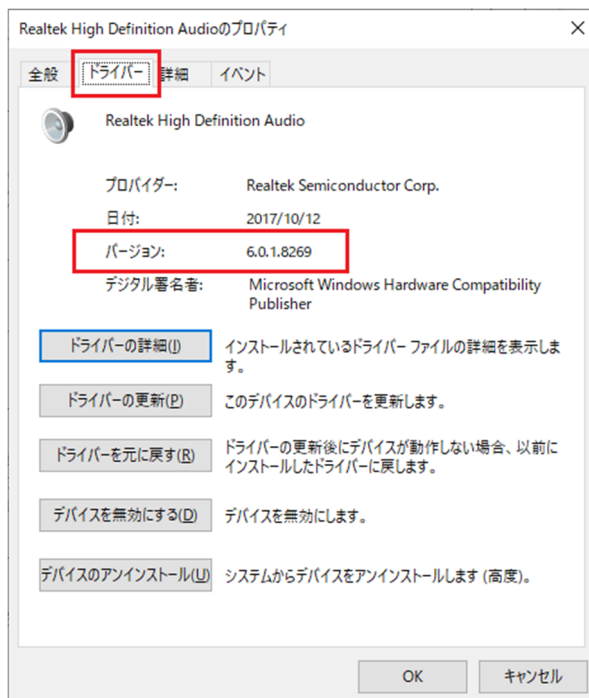 Realtek High Definition Audioのプロパティ
全般 ドライバー 詳細 イベント
Realtek High Definition Audio
プロバイダー: Realtek Semiconductor Corp.
日付: 2017/10/12
バージョン: 6.0.1.8269
デジタル署名者: Microsoft Windows Hardware Compatibility
Publisher
ドライバーの詳細(I) インストールされているドライバー ファイルの詳細を表示しま
す。
ドライバーの更新(P) このデバイスのドライバーを更新します。
ドライバーを元に戻す(R) ドライバーの更新後にデバイスが動作しない場合、以前に
インストールしたドライバーに戻します。
デバイスを無効にする(D) デバイスを無効にします。
デバイスのアンインストール(U) システムからデバイスをアンインストールします (高度)。
OK キャンセル